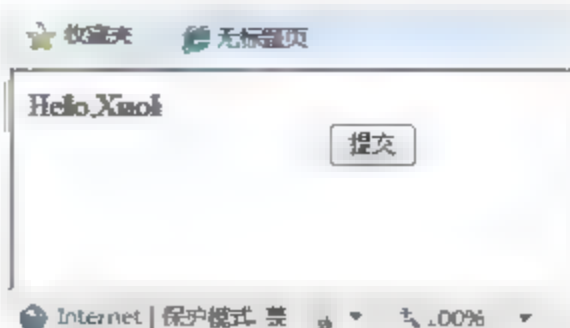 收藏夹 无标题页
Hello,Xiaoli
提交
Internet | 保护模式: 禁 100%